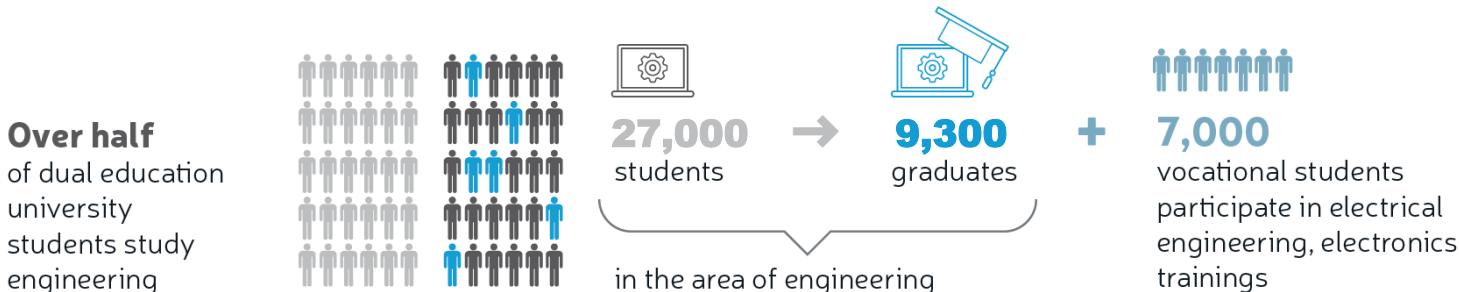 Over half
of dual education
university
students study
engineering
27,000
students
9,300
graduates
in the area of engineering
+
7,000
vocational students
participate in electrical
engineering, electronics
trainings